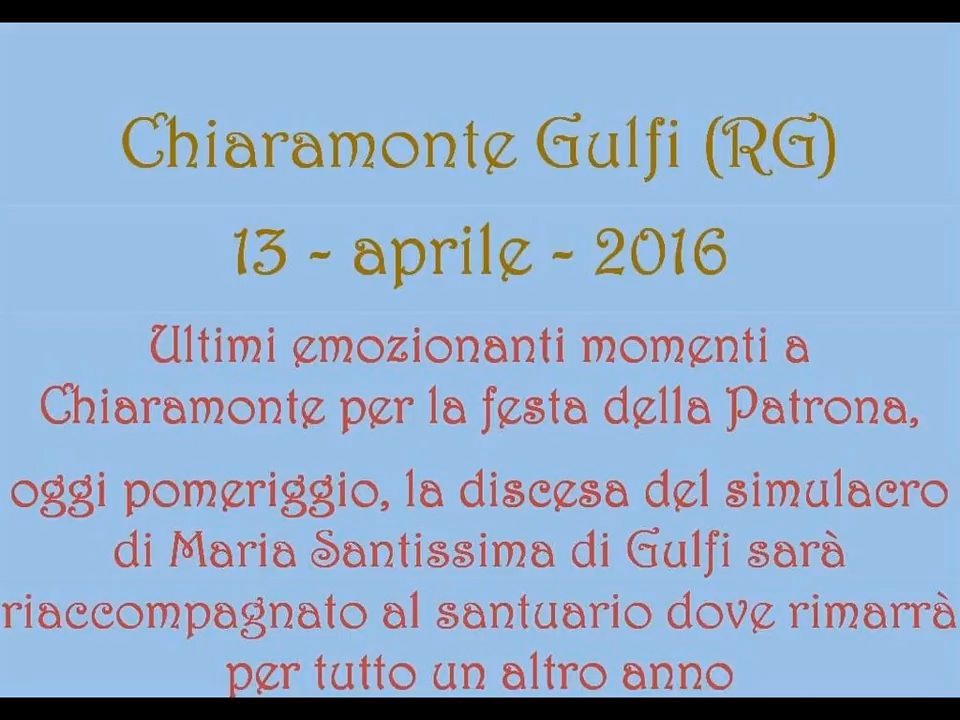 Chiaramonte Gulfi (RG)
13 - aprile - 2016
Ultimi emozionanti momenti a
Chiaramonte per la festa della Patrona,
oggi pomeriggio, la discesa del simulacro
di Maria Santissima di Gulfi sarà
riaccompagnato al santuario dove rimarrà
per tutto un altro anno